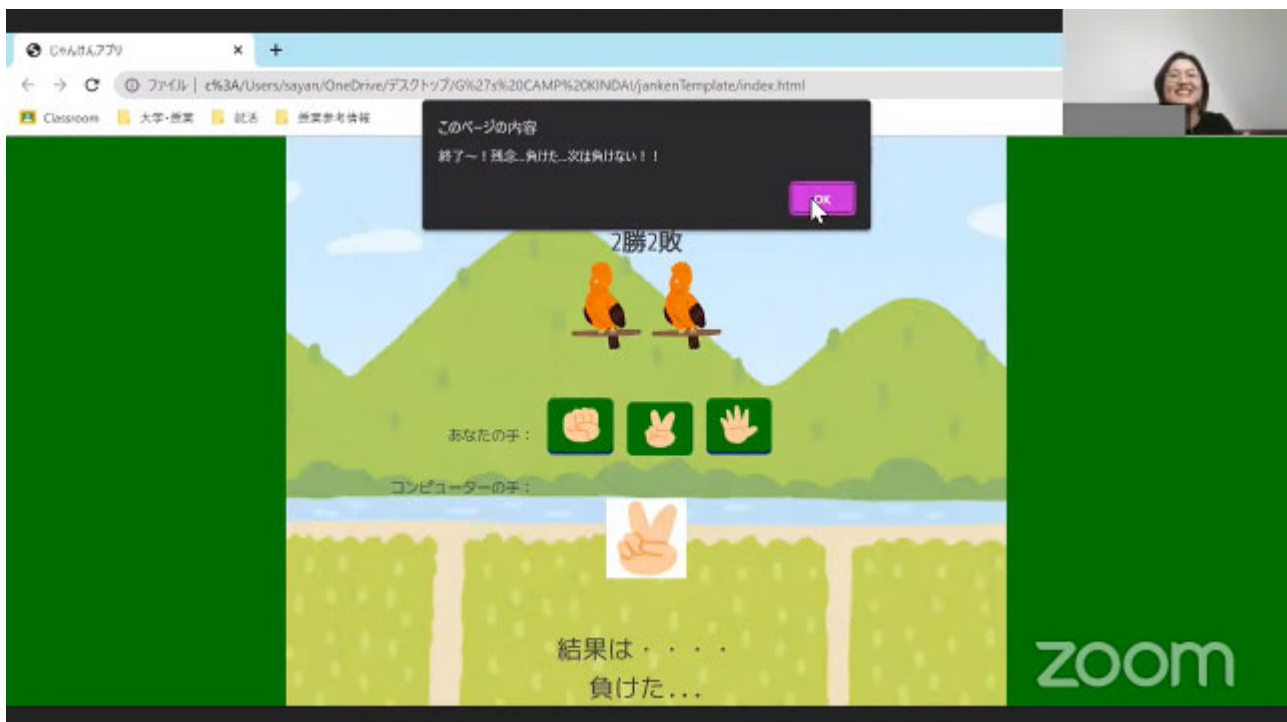 じゃんけんアプリ
ファイル | c%3A/Users/sayan/OneDrive/デスクトップ/G%27s%20CAMP%20KINDAI/jankenTemplate/index.html
Classroom 大学・授業 就活 授業参考情報
このページの内容
終了~!残念...負けた...次は負けない!!
OK
2勝2敗
あなたの手:
コンピューターの手:
結果は・・・・
負けた...
zoom